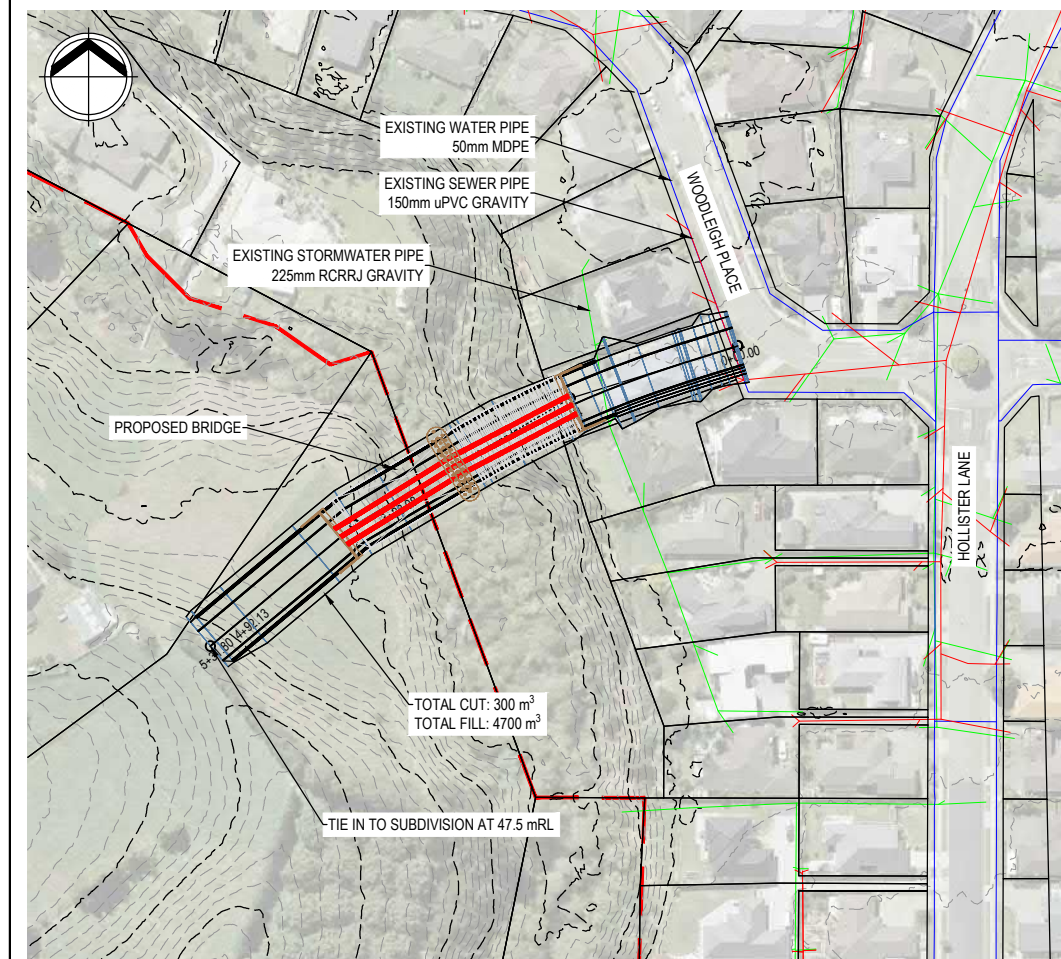 EXISTING WATER PIPE
50mm MDPE
EXISTING SEWER PIPE
150mm uPVC GRAVITY
WOODLEIGH PLACE
EXISTING STORMWATER PIPE
225mm RCRRJ GRAVITY
PROPOSED BRIDGE
HOLLISTER LANE
TOTAL CUT: 300 m³
TOTAL FILL: 4700 m³
TIE IN TO SUBDIVISION AT 47.5 mRL